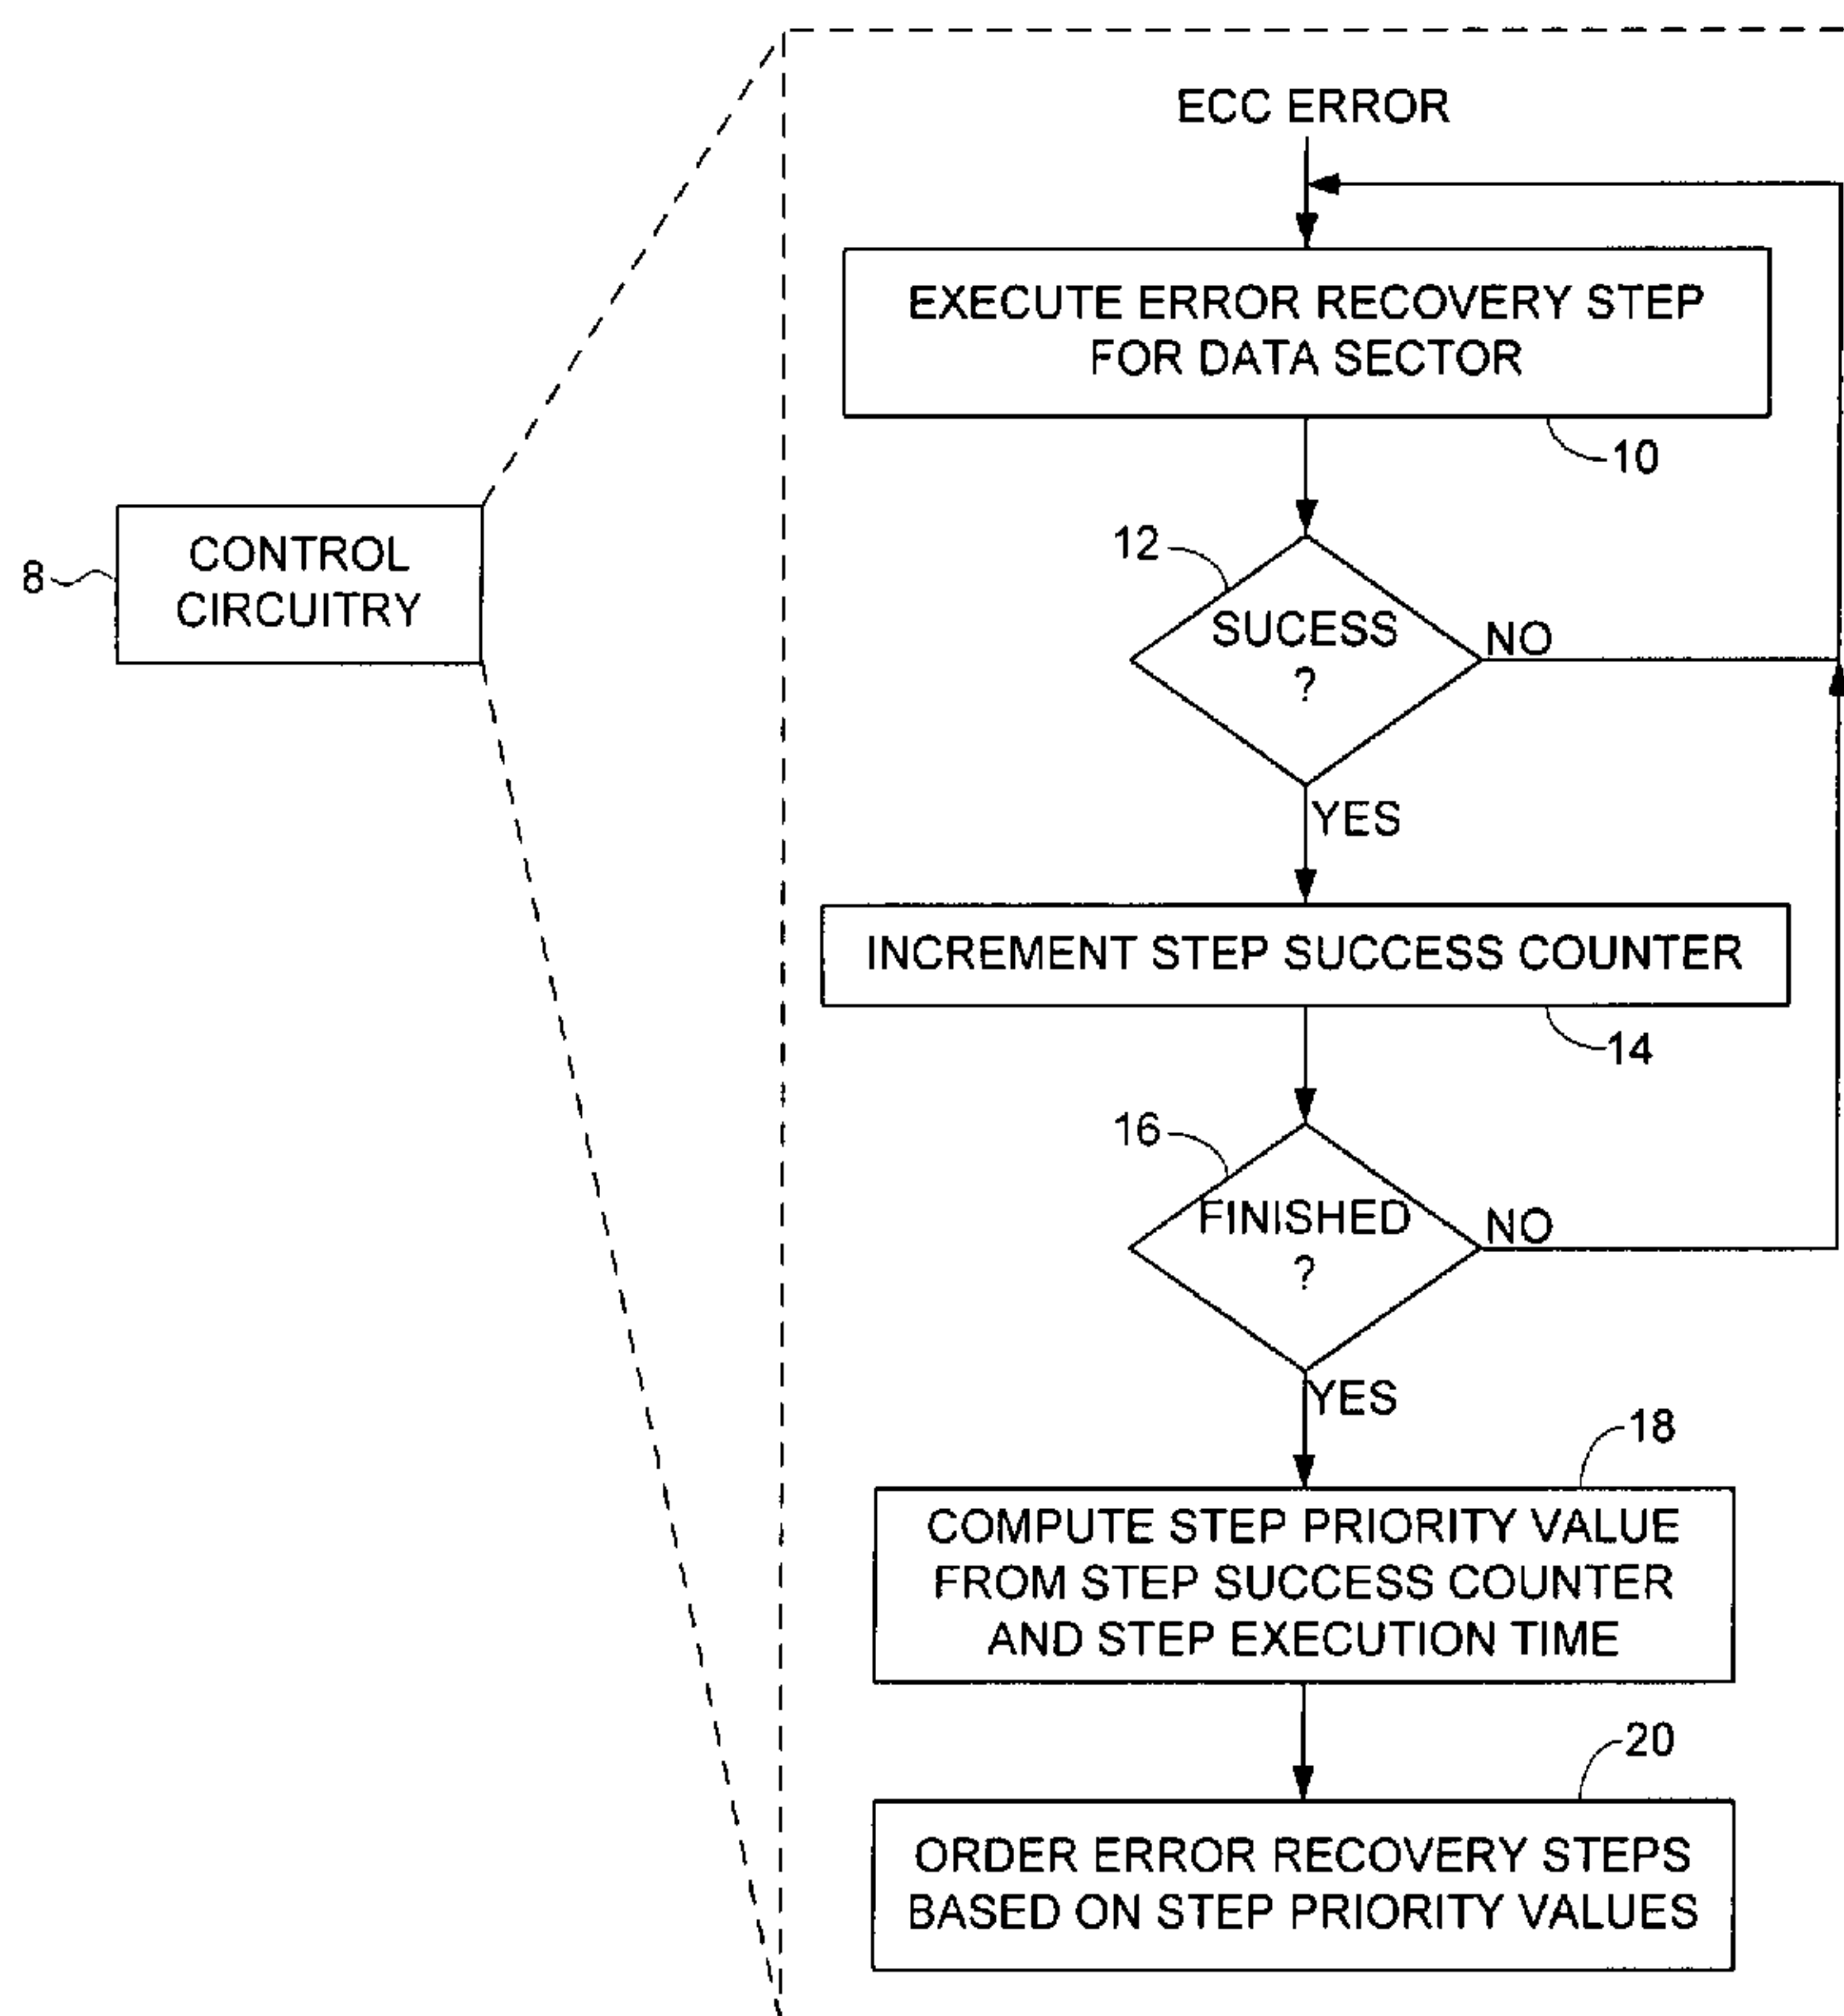 ECC ERROR
EXECUTE ERROR RECOVERY STEP
FOR DATA SECTOR
10
CONTROL
CIRCUITRY
8
12
SUCESS
?
NO
YES
INCREMENT STEP SUCCESS COUNTER
14
16
FINISHED
?
NO
YES
18
COMPUTE STEP PRIORITY VALUE
FROM STEP SUCCESS COUNTER
AND STEP EXECUTION TIME
20
ORDER ERROR RECOVERY STEPS
BASED ON STEP PRIORITY VALUES